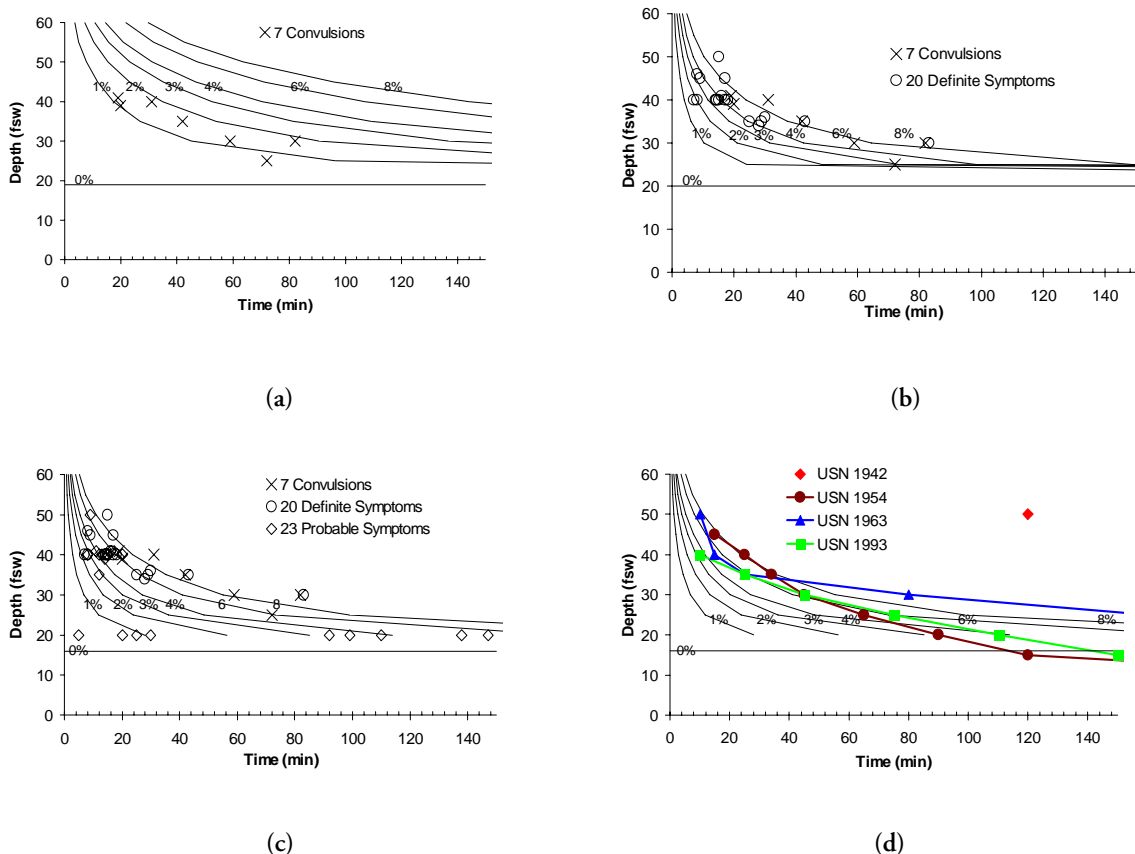 60
50
40
30
20
10
0
Depth (fsw)
7 Convulsions
1%
2%
3%
4%
6%
8%
0%
0 20 40 60 80 100 120 140
Time (min)
(a)
60
50
40
30
20
10
0
Depth (fsw)
7 Convulsions
20 Definite Symptoms
1%
2%
3%
4%
6%
8%
0%
0 20 40 60 80 100 120 140
Time (min)
(b)
60
50
40
30
20
10
0
Depth (fsw)
7 Convulsions
20 Definite Symptoms
23 Probable Symptoms
1%
2%
3%
4%
6
8
0%
0 20 40 60 80 100 120 140
Time (min)
(c)
60
50
40
30
20
10
0
Depth (fsw)
USN 1942
USN 1954
USN 1963
USN 1993
1%
2%
3%
4%
6%
8%
0%
0 20 40 60 80 100 120 140
Time (min)
(d)